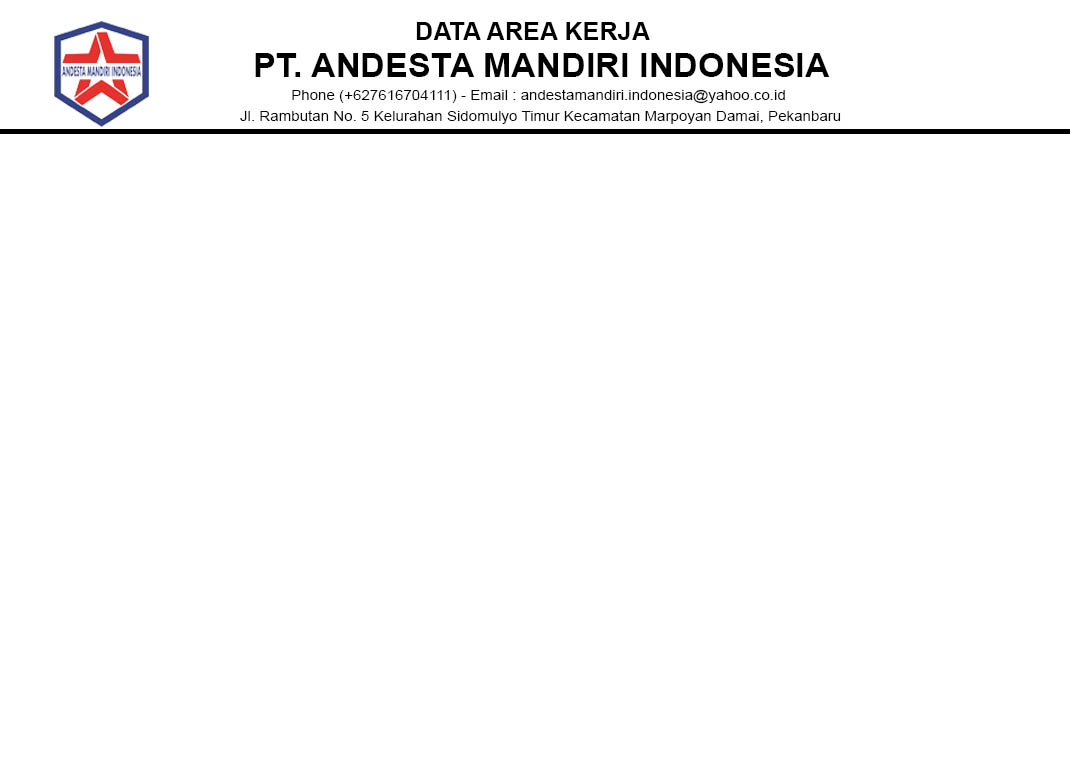 DATA AREA KERJA
PT. ANDESTA MANDIRI INDONESIA
Phone (+627616704111) - Email : andestamandiri.indonesia@yahoo.co.id
Jl. Rambutan No. 5 Kelurahan Sidomulyo Timur Kecamatan Marpoyan Damai, Pekanbaru
ANDESTA MANDIRI INDONESIA